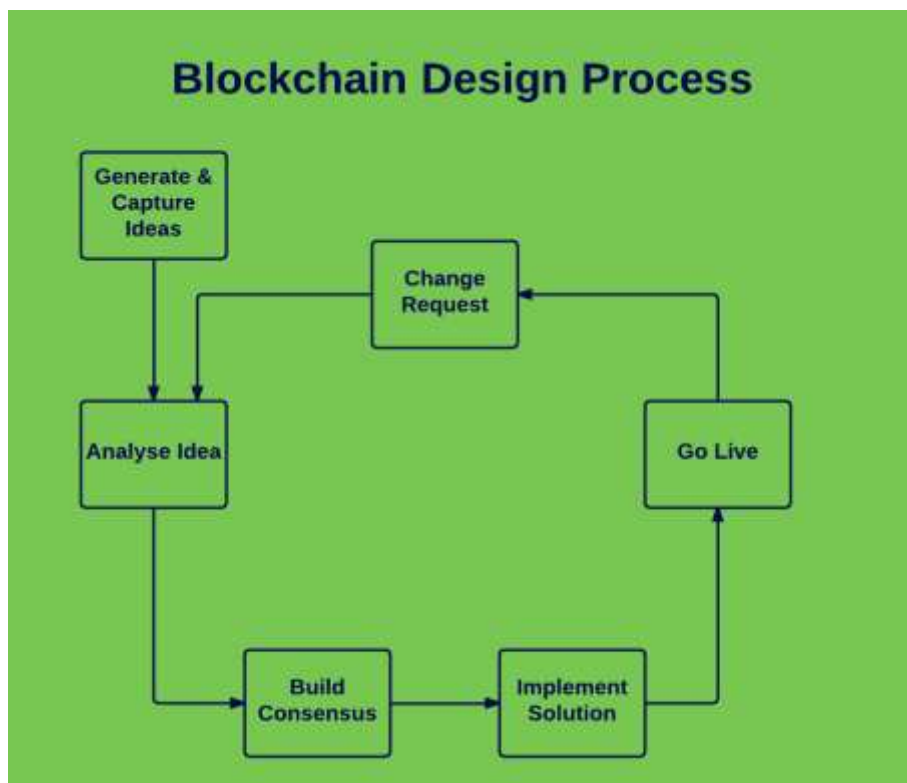 Blockchain Design Process
Generate &
Capture
Ideas
Change
Request
Analyse Idea
Go Live
Build
Consensus
Implement
Solution